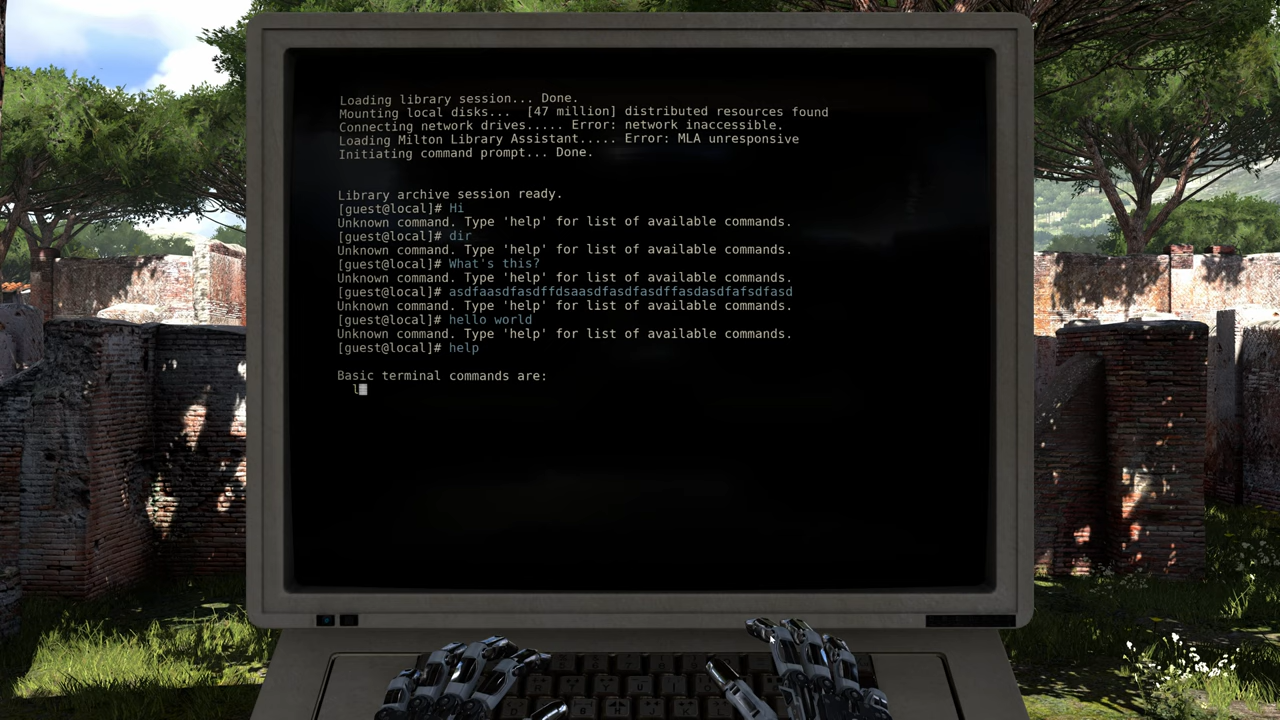 Loading library session... Done.
Mounting local disks...  [47 million] distributed resources found
Connecting network drives..... Error: network inaccessible.
Loading Milton Library Assistant..... Error: MLA unresponsive
Initiating command prompt... Done.
Library archive session ready.
[guest@local]# Hi
Unknown command. Type 'help' for list of available commands.
[guest@local]# dir
Unknown command. Type 'help' for list of available commands.
[guest@local]# What's this?
Unknown command. Type 'help' for list of available commands.
[guest@local]# asdfaasdfasdffdsaasdfasdfasdffasdasdfafsdfasd
Unknown command. Type 'help' for list of available commands.
[guest@local]# hello world
Unknown command. Type 'help' for list of available commands.
[guest@local]# help
Basic terminal commands are:
l